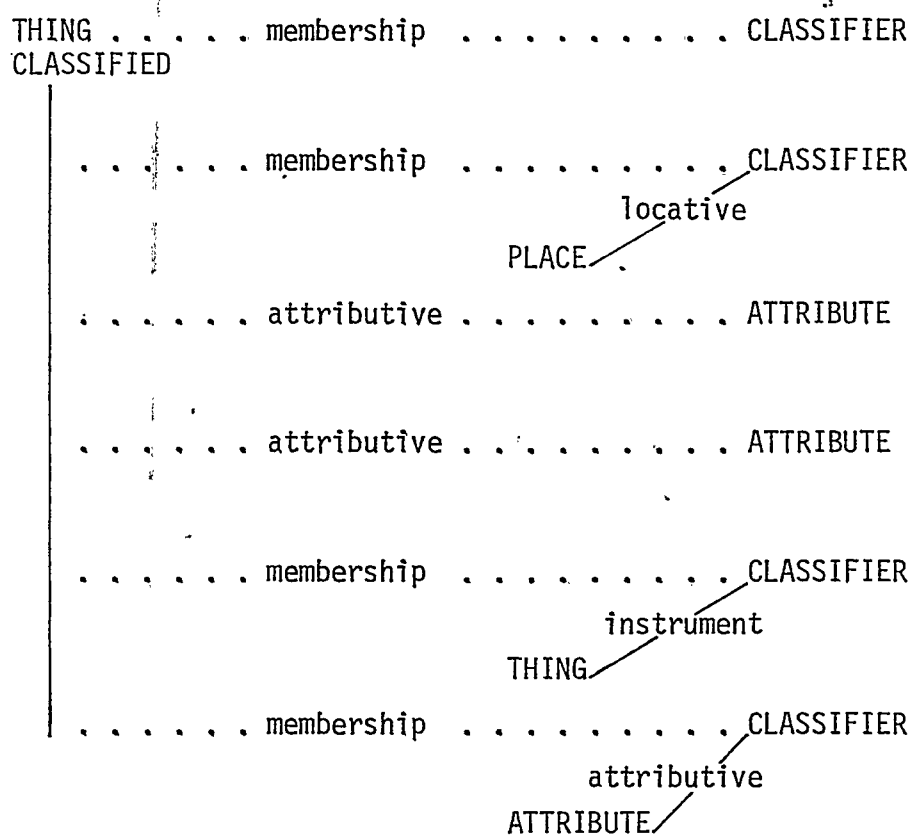 THING . . . . . membership . . . . . . . . . CLASSIFIER
CLASSIFIED
. . . . . . membership . . . . . . . . . CLASSIFIER
locative
PLACE
. . . . . . attributive . . . . . . . . . ATTRIBUTE
. . . . . . attributive . . . . . . . . . ATTRIBUTE
. . . . . . membership . . . . . . . . . CLASSIFIER
instrument
THING
. . . . . . membership . . . . . . . . . CLASSIFIER
attributive
ATTRIBUTE